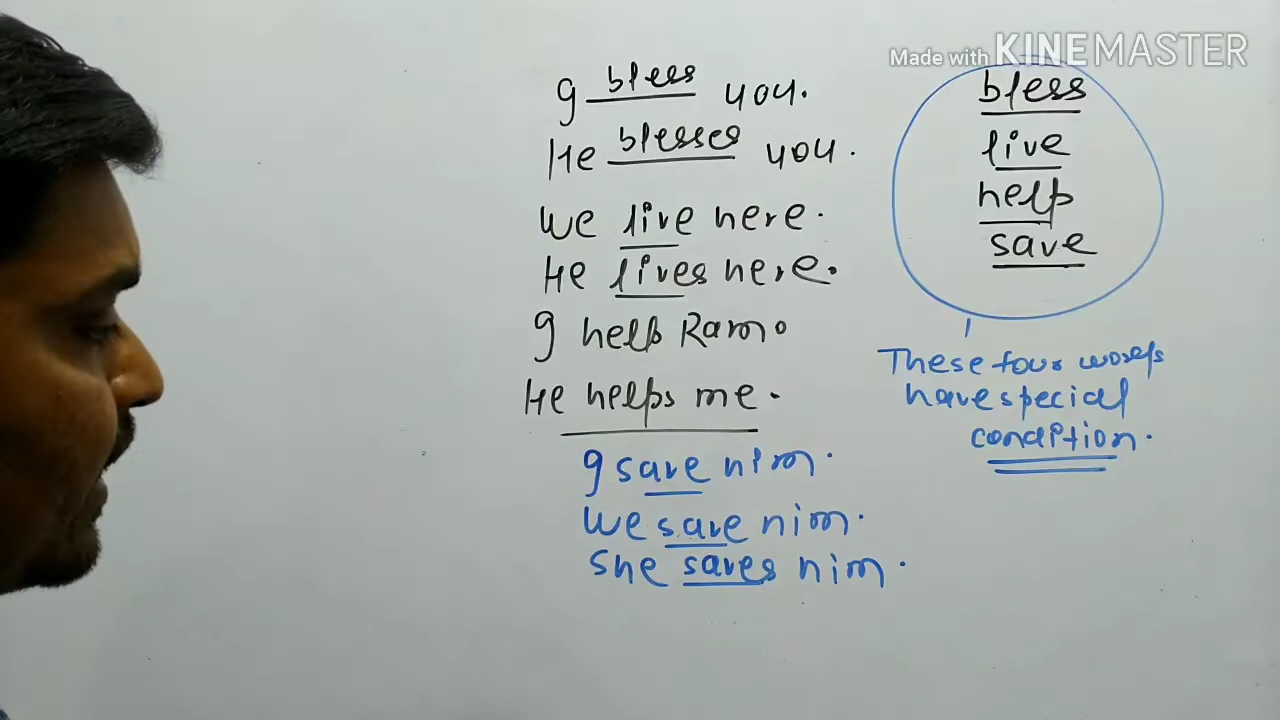 Made with KINEMASTER
I bless you.
He blesses you.
We live here.
He lives here.
I help Ram.
He helps me.
I save him.
We save him.
She saves him.
bless
live
help
save
These four words
have special
condition.